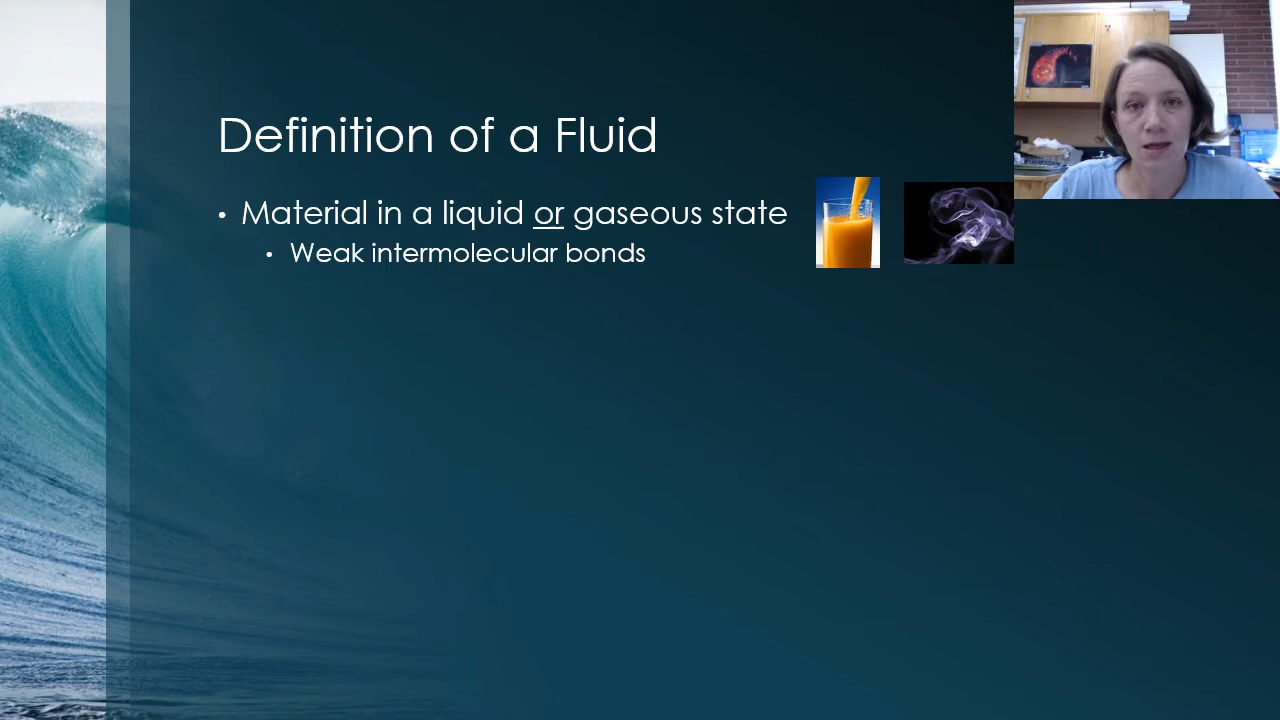 Definition of a Fluid
• Material in a liquid or gaseous state
• Weak intermolecular bonds